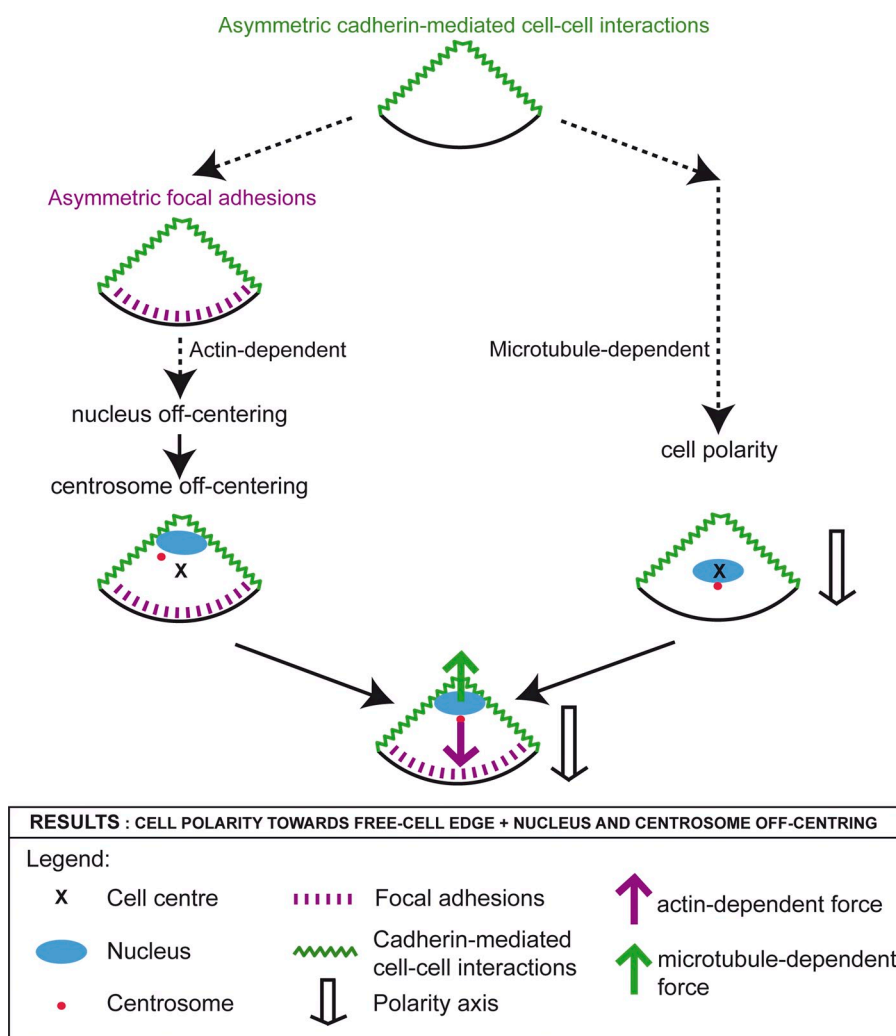 Asymmetric cadherin-mediated cell-cell interactions
Asymmetric focal adhesions
Actin-dependent
Microtubule-dependent
nucleus off-centering
cell polarity
centrosome off-centering
X
X
RESULTS : CELL POLARITY TOWARDS FREE-CELL EDGE + NUCLEUS AND CENTROSOME OFF-CENTRING
Legend:
X Cell centre
Nucleus
Centrosome
Focal adhesions
Cadherin-mediated
cell-cell interactions
Polarity axis
actin-dependent force
microtubule-dependent
force